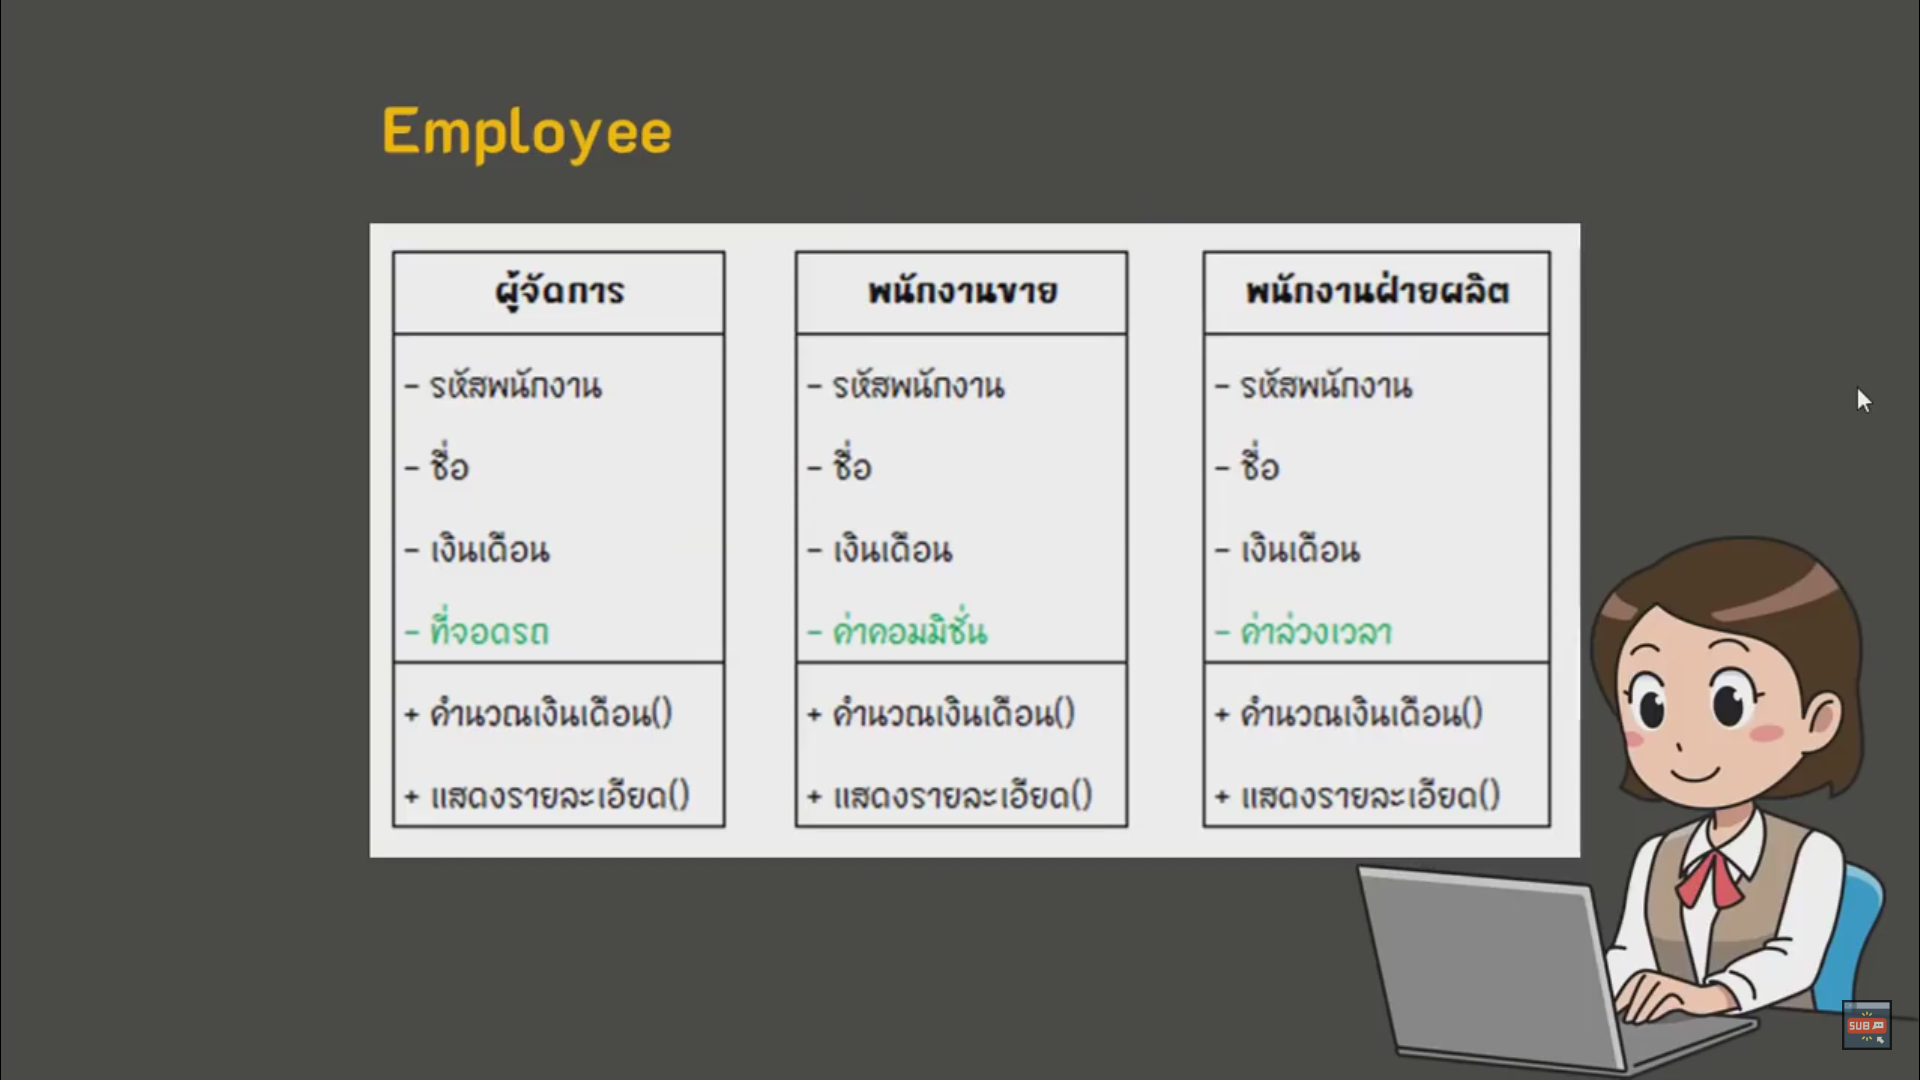 Employee
ผู้จัดการ
- รหัสพนักงาน
- ชื่อ
- เงินเดือน
- ที่จอดรถ
+ คำนวณเงินเดือน()
+ แสดงรายละเอียด()
พนักงานขาย
- รหัสพนักงาน
- ชื่อ
- เงินเดือน
- ค่าคอมมิชั่น
+ คำนวณเงินเดือน()
+ แสดงรายละเอียด()
พนักงานฝ่ายผลิต
- รหัสพนักงาน
- ชื่อ
- เงินเดือน
- ค่าล่วงเวลา
+ คำนวณเงินเดือน()
+ แสดงรายละเอียด()
SUB